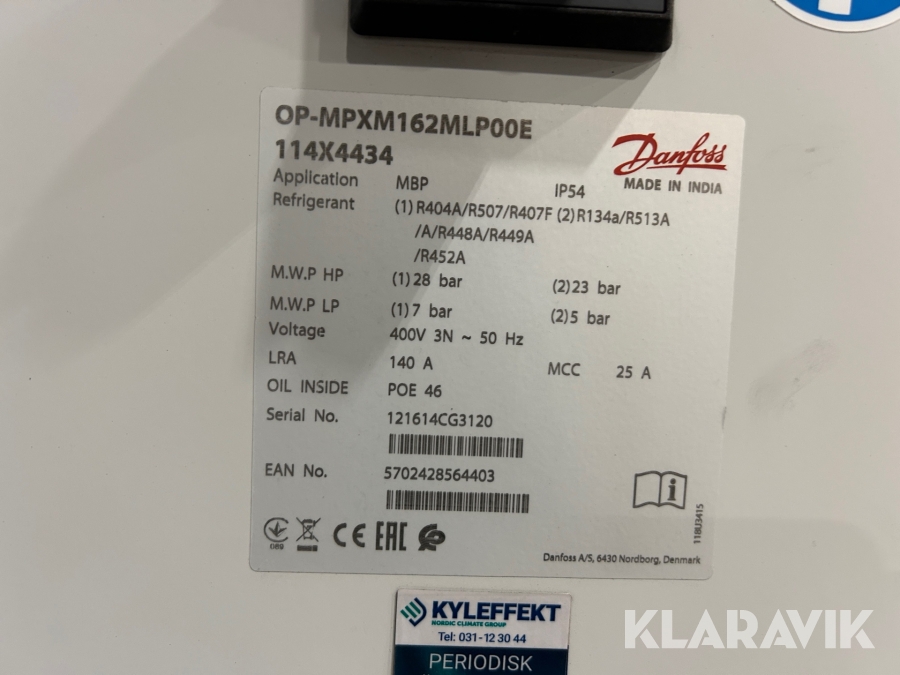 OP-MPXM162MLP00E
114X4434
Danfoss
MADE IN INDIA
Application MBP IP54
Refrigerant (1) R404A/R507/R407F (2) R134a/R513A
/A/R448A/R449A
/R452A
M.W.P HP (1) 28 bar (2) 23 bar
M.W.P LP (1) 7 bar (2) 5 bar
Voltage 400V 3N ~ 50 Hz
LRA 140 A MCC 25 A
OIL INSIDE POE 46
Serial No. 121614CG3120
EAN No. 5702428564403
CE EAC
118U3415
Danfoss A/S, 6430 Nordborg, Denmark
KYLEFFEKT
NORDIC CLIMATE GROUP
Tel: 031-12 30 44
PERIODISK
KLARAVIK